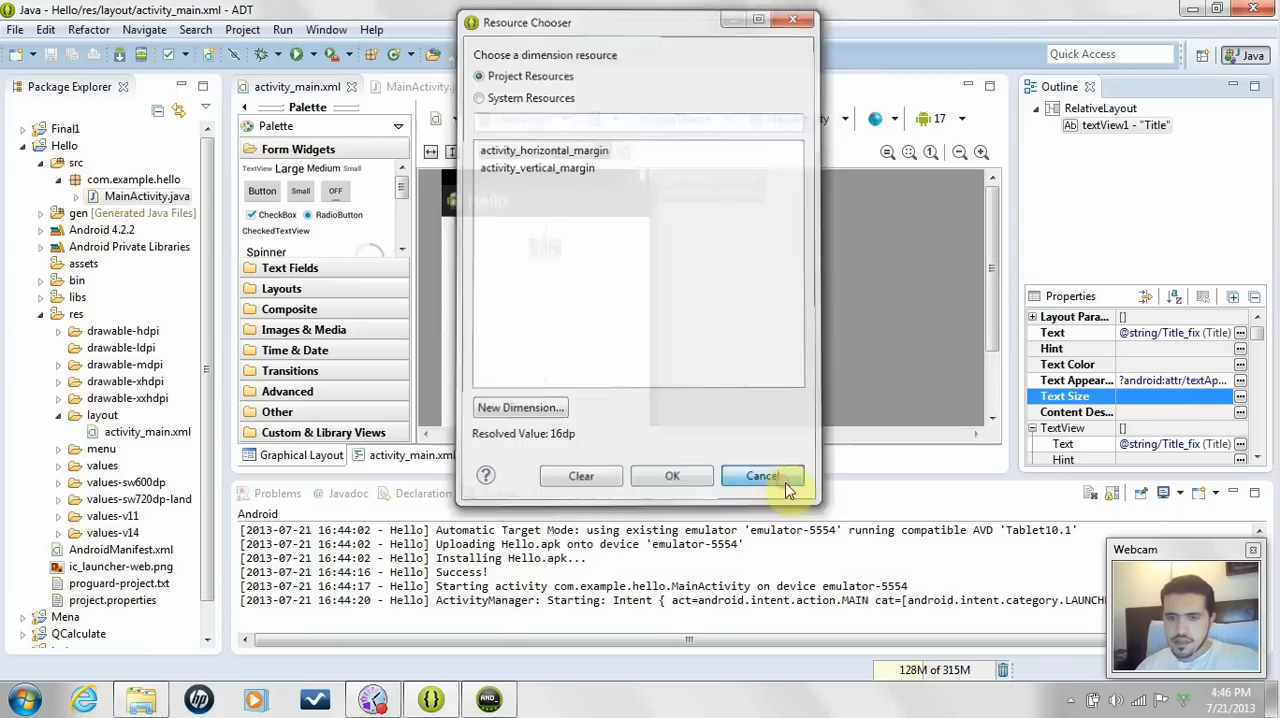 Java - Hello/res/layout/activity_main.xml - ADT
Resource Chooser
File Edit Refactor Navigate Search Project Run Window Help
Quick Access
Java
Package Explorer
Final1
Hello
src
com.example.hello
MainActivity.java
gen [Generated Java Files]
Android 4.2.2
Android Private Libraries
assets
bin
libs
res
drawable-hdpi
drawable-ldpi
drawable-mdpi
drawable-xhdpi
drawable-xxhdpi
layout
activity_main.xml
menu
values
values-sw600dp
values-sw720dp-land
values-v11
values-v14
AndroidManifest.xml
ic_launcher-web.png
proguard-project.txt
project.properties
Mena
QCalculate
activity_main.xml
MainActivity.
Palette
Palette
Form Widgets
TextView Large Medium Small
Button Small OFF
CheckBox RadioButton
CheckedTextView
Spinner
Text Fields
Layouts
Composite
Images & Media
Time & Date
Transitions
Advanced
Other
Custom & Library Views
Graphical Layout
activity_main.xml
Choose a dimension resource
Project Resources
System Resources
activity_horizontal_margin
activity_vertical_margin
Hello
Title
New Dimension...
Resolved Value: 16dp
Clear
OK
Cancel
17
Outline
RelativeLayout
Ab textView1 - "Title"
Properties
Layout Para... []
Text @string/Title_fix (Title)
Hint
Text Color
Text Appear... ?android:attr/textAp...
Text Size
Content Des...
TextView []
Text @string/Title_fix (Title)
Hint
Problems
Javadoc
Declaration
Android
[2013-07-21 16:44:02 - Hello] Automatic Target Mode: using existing emulator 'emulator-5554' running compatible AVD 'Tablet10.1'
[2013-07-21 16:44:02 - Hello] Uploading Hello.apk onto device 'emulator-5554'
[2013-07-21 16:44:02 - Hello] Installing Hello.apk...
[2013-07-21 16:44:16 - Hello] Success!
[2013-07-21 16:44:17 - Hello] Starting activity com.example.hello.MainActivity on device emulator-5554
[2013-07-21 16:44:20 - Hello] ActivityManager: Starting: Intent { act=android.intent.action.MAIN cat=[android.intent.category.LAUNCHE
Webcam
128M of 315M
4:46 PM
7/21/2013